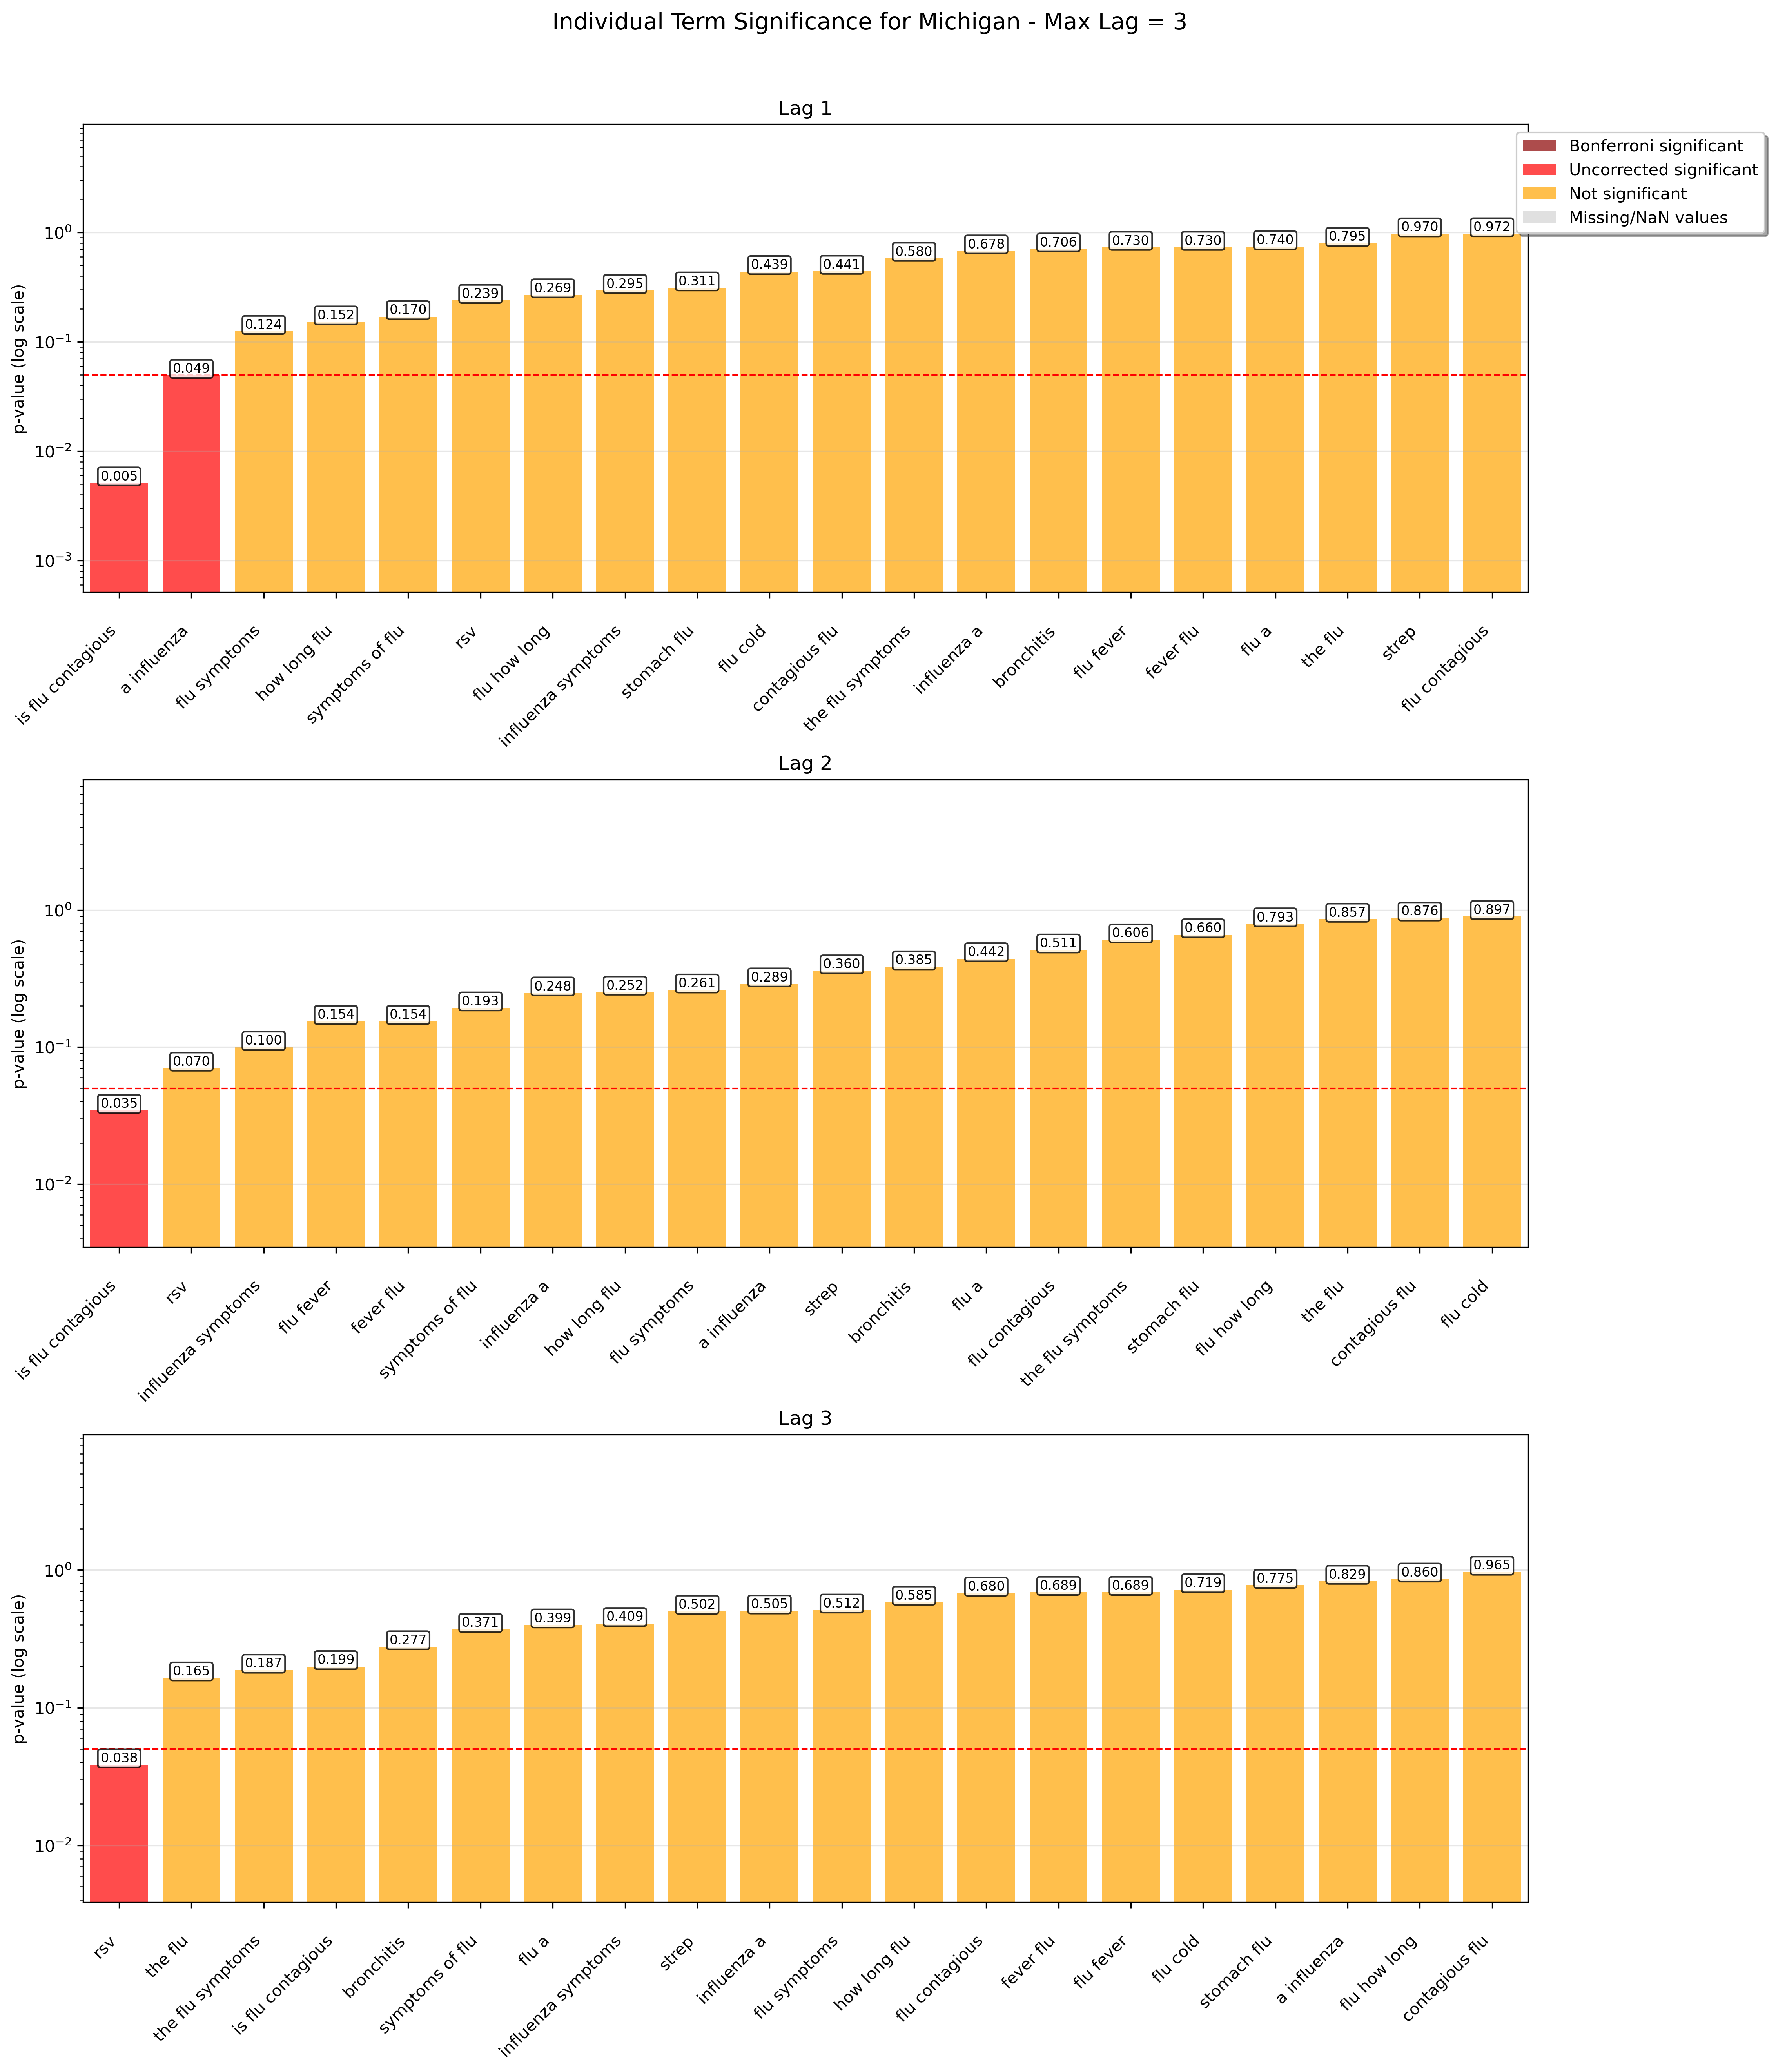 Individual Term Significance for Michigan - Max Lag = 3
Lag 1
Bonferroni significant
Uncorrected significant
Not significant
Missing/NaN values
p-value (log scale)
10⁰
10⁻¹
10⁻²
10⁻³
0.005 0.049 0.124 0.152 0.170 0.239 0.269 0.295 0.311 0.439 0.441 0.580 0.678 0.706 0.730 0.730 0.740 0.795 0.970 0.972
is flu contagious
a influenza
flu symptoms
how long flu
symptoms of flu
rsv
flu how long
influenza symptoms
stomach flu
flu cold
contagious flu
the flu symptoms
influenza a
bronchitis
flu fever
fever flu
flu a
the flu
strep
flu contagious
Lag 2
p-value (log scale)
10⁰
10⁻¹
10⁻²
0.035 0.070 0.100 0.154 0.154 0.193 0.248 0.252 0.261 0.289 0.360 0.385 0.442 0.511 0.606 0.660 0.793 0.857 0.876 0.897
is flu contagious
rsv
influenza symptoms
flu fever
fever flu
symptoms of flu
influenza a
how long flu
flu symptoms
a influenza
strep
bronchitis
flu a
flu contagious
the flu symptoms
stomach flu
flu how long
the flu
contagious flu
flu cold
Lag 3
p-value (log scale)
10⁰
10⁻¹
10⁻²
0.038 0.165 0.187 0.199 0.277 0.371 0.399 0.409 0.502 0.505 0.512 0.585 0.680 0.689 0.689 0.719 0.775 0.829 0.860 0.965
rsv
the flu
the flu symptoms
is flu contagious
bronchitis
symptoms of flu
flu a
influenza symptoms
strep
influenza a
flu symptoms
how long flu
flu contagious
fever flu
flu fever
flu cold
stomach flu
a influenza
flu how long
contagious flu